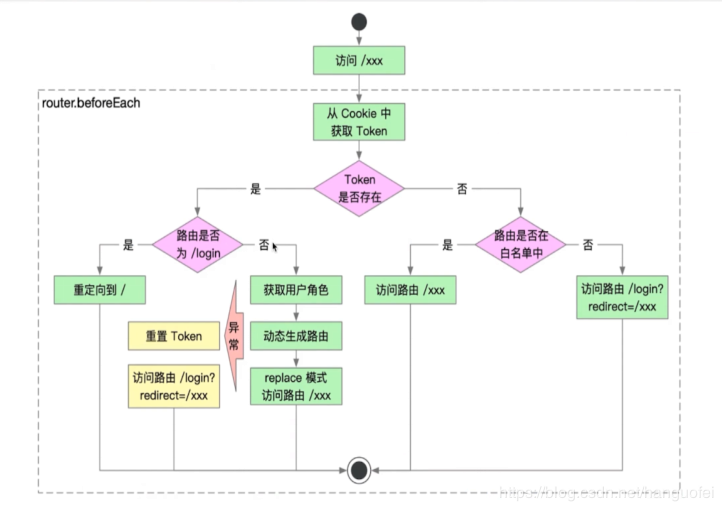 访问 /xxx
router.beforeEach
从 Cookie 中
获取 Token
Token
是否存在
是
否
路由是否
为 /login
路由是否在
白名单中
是
否
是
否
重定向到 /
获取用户角色
访问路由 /xxx
访问路由 /login?
redirect=/xxx
重置 Token
异
常
动态生成路由
访问路由 /login?
redirect=/xxx
replace 模式
访问路由 /xxx
https://blog.csdn.net/hanguofei